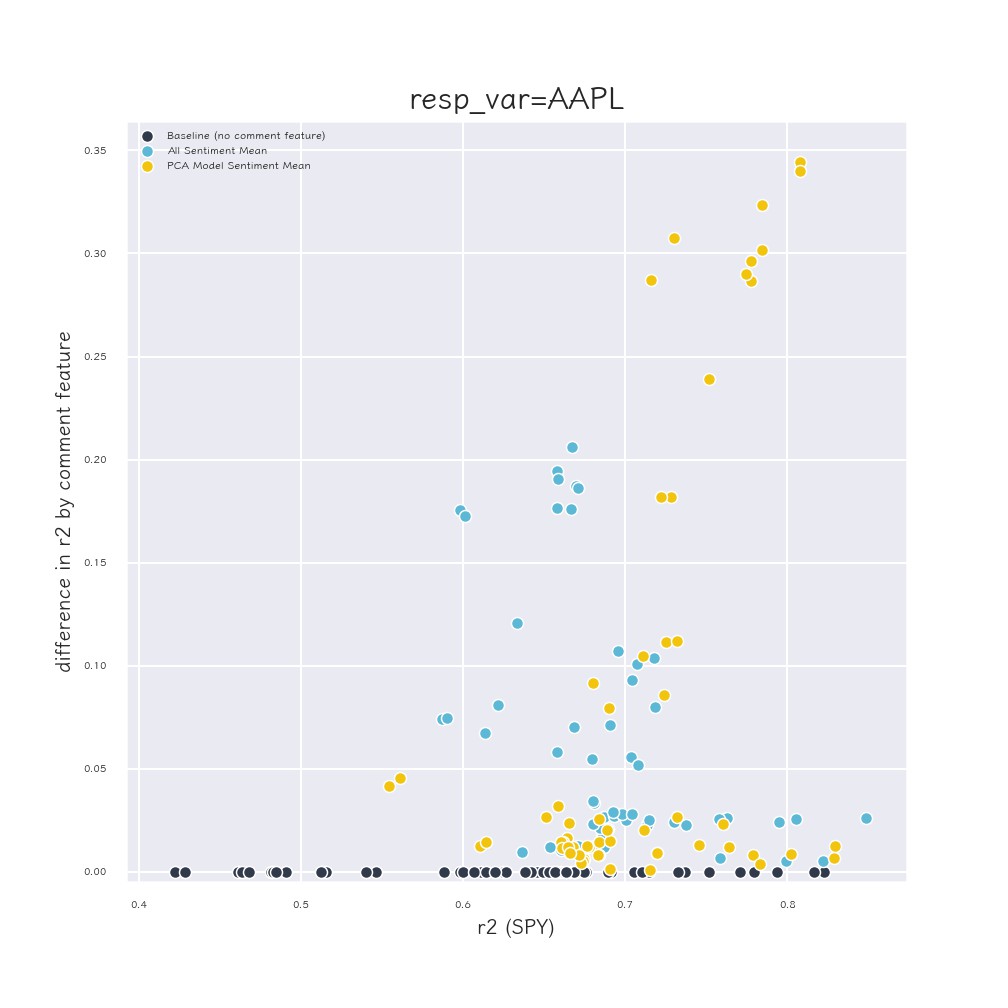 resp_var=AAPL
Baseline (no comment feature)
All Sentiment Mean
PCA Model Sentiment Mean
0.35
0.30
0.25
0.20
0.15
0.10
0.05
0.00
difference in r2 by comment feature
0.4 0.5 0.6 0.7 0.8
r2 (SPY)